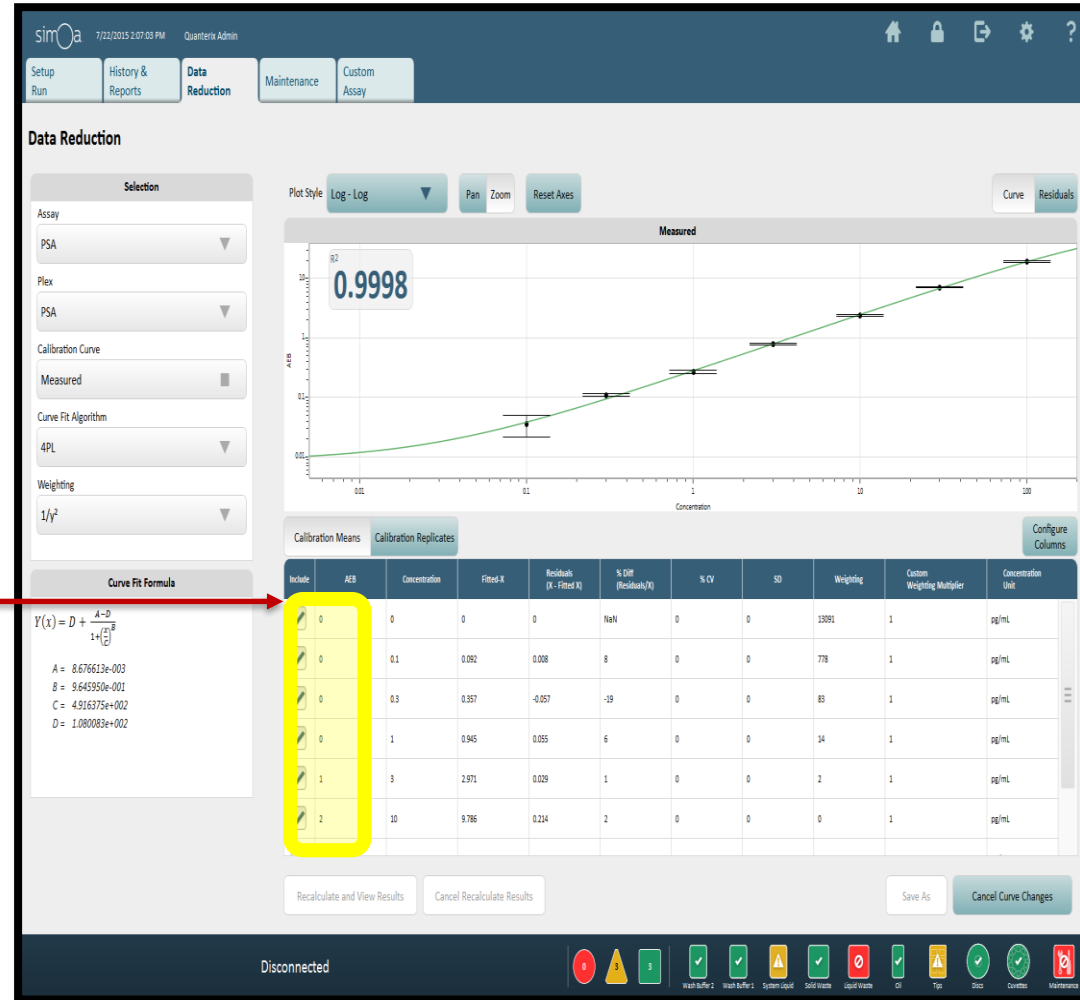 simOa 7/22/2015 2:07:03 PM Quanterix Admin ?
Setup Run
History & Reports
Data Reduction
Maintenance
Custom Assay
Data Reduction
Selection
Assay
PSA
Plex
PSA
Calibration Curve
Measured
Curve Fit Algorithm
4PL
Weighting
1/y²
Curve Fit Formula
Y(x) = D + A−D / 1+(x/C)^B
A = 8.676613e-003
B = 9.645950e-001
C = 4.916375e+002
D = 1.080083e+002
Plot Style Log - Log Pan Zoom Reset Axes Curve Residuals
Measured
R²
0.9998
AEB
10
1
0.1
0.01
0.01 0.1 1 10 100
Concentration
Calibration Means Calibration Replicates Configure Columns
Include AEB Concentration Fitted-X Residuals (X - Fitted X) % Diff (Residuals/X) % CV SD Weighting Custom Weighting Multiplier Concentration Unit
0 0 0 0 NaN 0 0 13091 1 pg/mL
0 0.1 0.092 0.008 8 0 0 778 1 pg/mL
0 0.3 0.357 -0.057 -19 0 0 83 1 pg/mL
0 1 0.945 0.055 6 0 0 14 1 pg/mL
1 3 2.971 0.029 1 0 0 2 1 pg/mL
2 10 9.786 0.214 2 0 0 0 1 pg/mL
Recalculate and View Results Cancel Recalculate Results Save As Cancel Curve Changes
Disconnected
0 3 3
Wash Buffer 2 Wash Buffer 1 System Liquid Solid Waste Liquid Waste Oil Tips Discs Cuvettes Maintenance